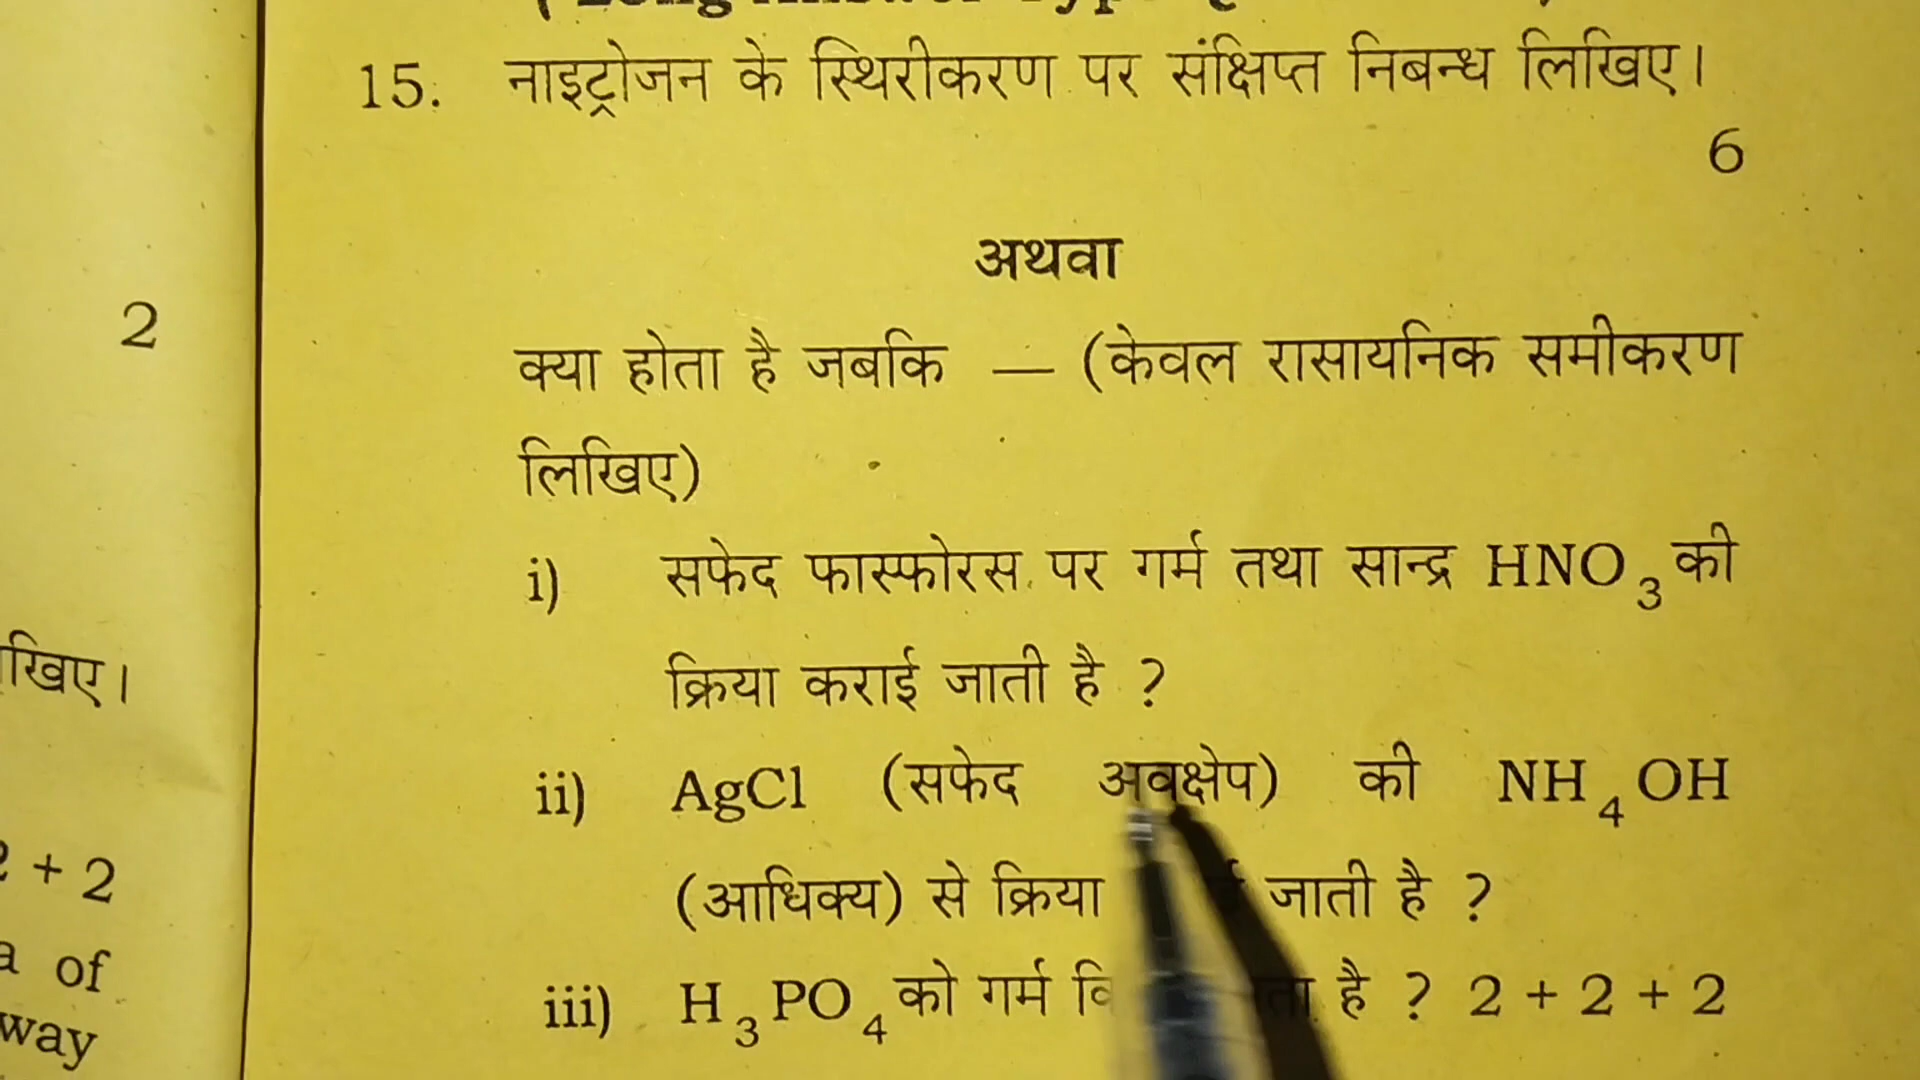 15. नाइट्रोजन के स्थिरीकरण पर संक्षिप्त निबन्ध लिखिए।
6
अथवा
क्या होता है जबकि — (केवल रासायनिक समीकरण
लिखिए)
i) सफेद फास्फोरस पर गर्म तथा सान्द्र HNO3 की
क्रिया कराई जाती है ?
ii) AgCl (सफेद अवक्षेप) की NH4OH
(आधिक्य) से क्रिया जाती है ?
iii) H3PO4 को गर्म है ? 2 + 2 + 2
2
+ 2
of
way